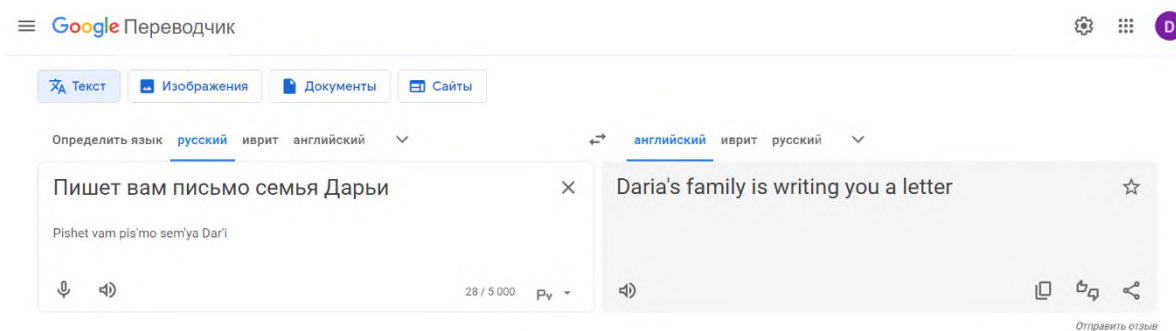 Google Переводчик
D
Текст Изображения Документы Сайты
Определить язык русский иврит английский
английский иврит русский
Пишет вам письмо семья Дарьи
Pishet vam pis'mo sem'ya Dar'i
28 / 5 000
Daria's family is writing you a letter
Отправить отзыв